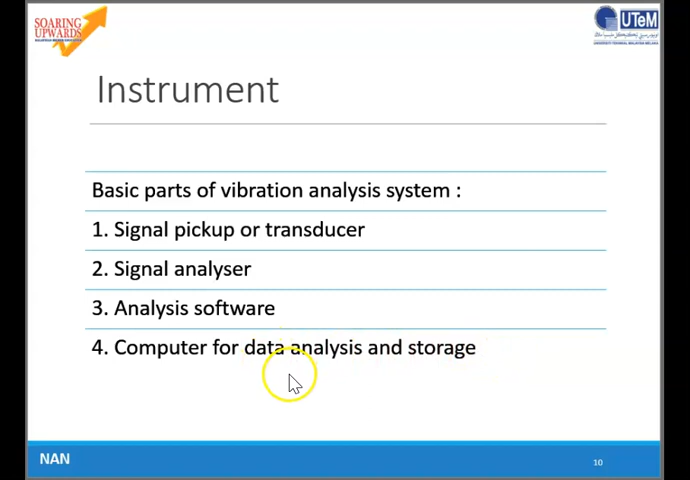 SOARING
UPWARDS
UTeM
Instrument
Basic parts of vibration analysis system :
1. Signal pickup or transducer
2. Signal analyser
3. Analysis software
4. Computer for data analysis and storage
NAN
10